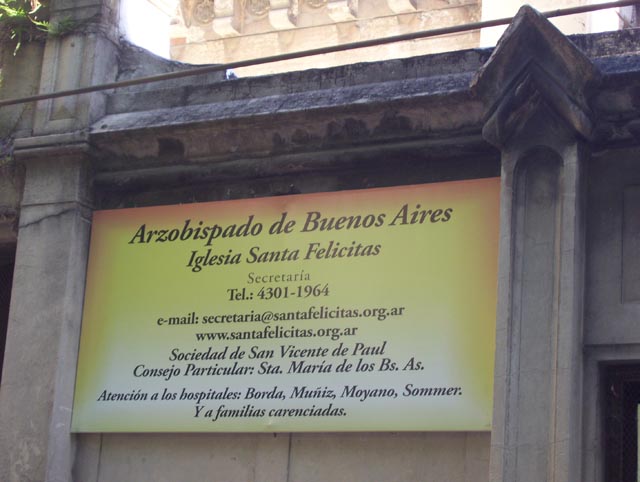 Arzobispado de Buenos Aires
Iglesia Santa Felicitas
Secretaría
Tel.: 4301-1964
e-mail: secretaria@santafelicitas.org.ar
www.santafelicitas.org.ar
Sociedad de San Vicente de Paul
Consejo Particular: Sta. María de los Bs. As.
Atención a los hospitales: Borda, Muñiz, Moyano, Sommer.
Y a familias carenciadas.